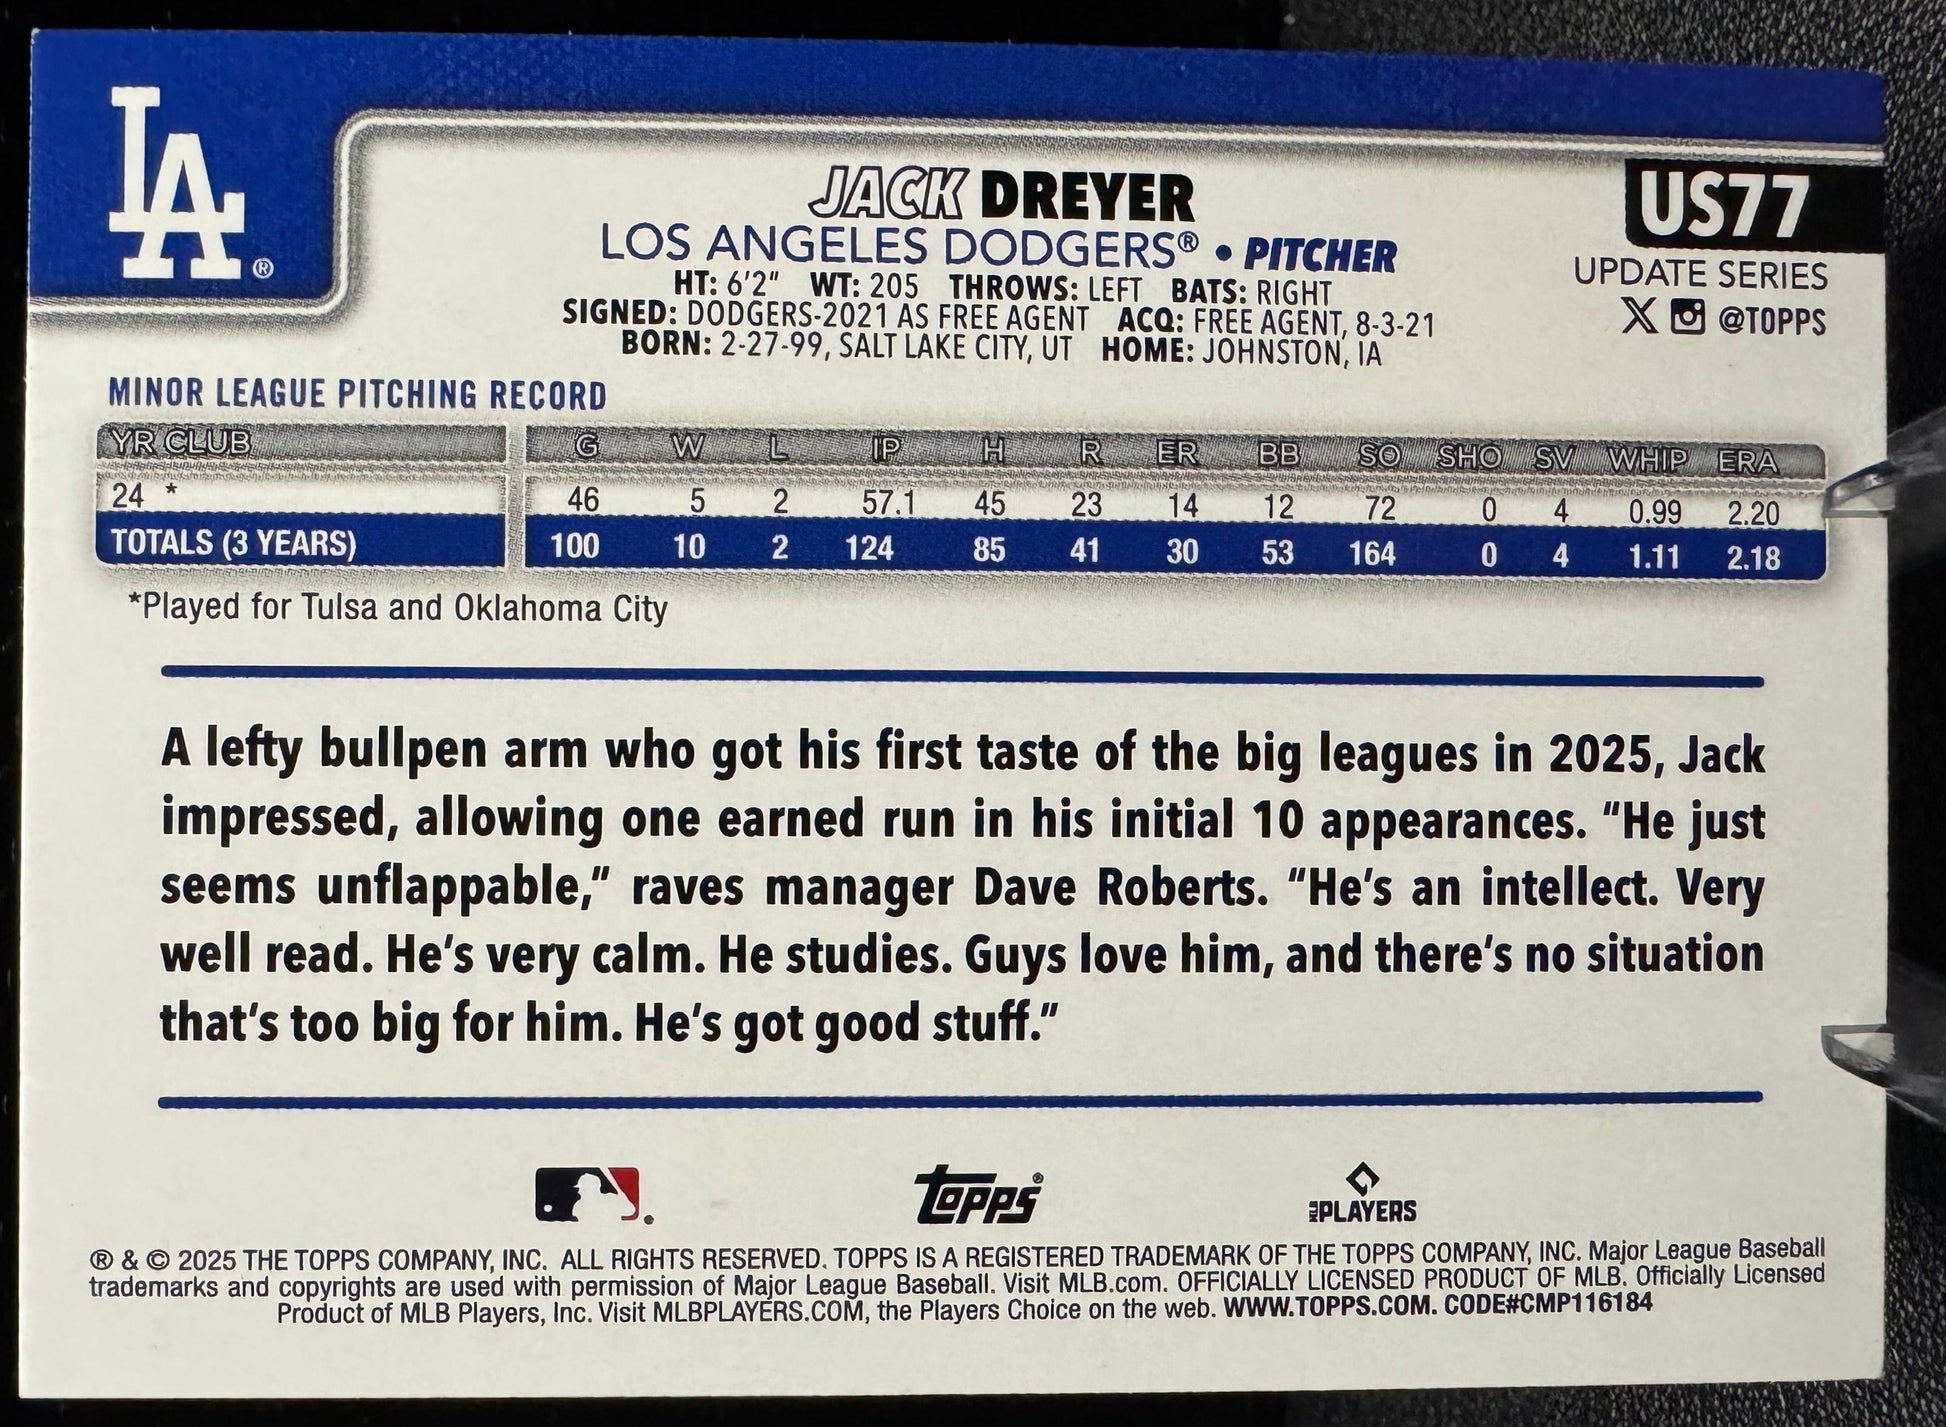 LA®
JACK DREYER
US77
LOS ANGELES DODGERS® • PITCHER
UPDATE SERIES
HT: 6'2" WT: 205 THROWS: LEFT BATS: RIGHT
X @TOPPS
SIGNED: DODGERS-2021 AS FREE AGENT ACQ: FREE AGENT, 8-3-21
BORN: 2-27-99, SALT LAKE CITY, UT HOME: JOHNSTON, IA
MINOR LEAGUE PITCHING RECORD
YR CLUB G W L IP H R ER BB SO SHO SV WHIP ERA
24 * 46 5 2 57.1 45 23 14 12 72 0 4 0.99 2.20
TOTALS (3 YEARS) 100 10 2 124 85 41 30 53 164 0 4 1.11 2.18
*Played for Tulsa and Oklahoma City
A lefty bullpen arm who got his first taste of the big leagues in 2025, Jack
impressed, allowing one earned run in his initial 10 appearances. "He just
seems unflappable," raves manager Dave Roberts. "He's an intellect. Very
well read. He's very calm. He studies. Guys love him, and there's no situation
that's too big for him. He's got good stuff."
Topps® MLB PLAYERS
® & © 2025 THE TOPPS COMPANY, INC. ALL RIGHTS RESERVED. TOPPS IS A REGISTERED TRADEMARK OF THE TOPPS COMPANY, INC. Major League Baseball
trademarks and copyrights are used with permission of Major League Baseball. Visit MLB.com. OFFICIALLY LICENSED PRODUCT OF MLB. Officially Licensed
Product of MLB Players, Inc. Visit MLBPLAYERS.COM, the Players Choice on the web. WWW.TOPPS.COM. CODE#CMP116184